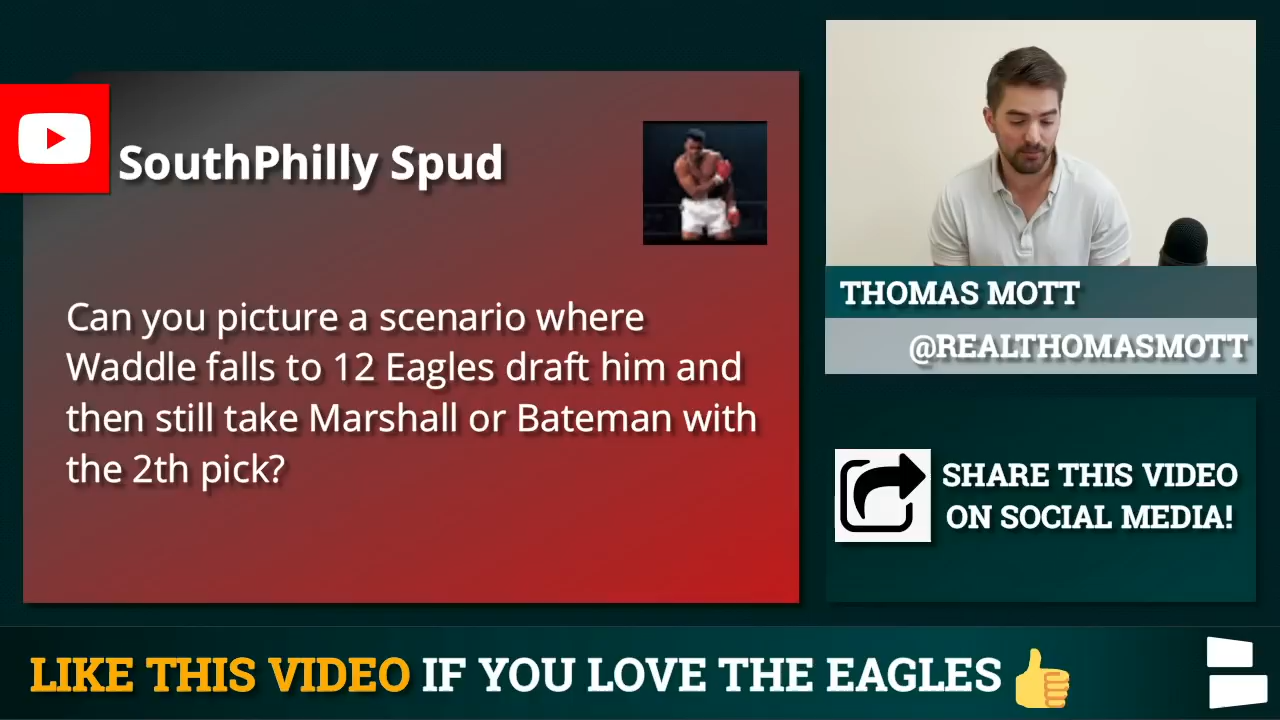 SouthPhilly Spud
Can you picture a scenario where
Waddle falls to 12 Eagles draft him and
then still take Marshall or Bateman with
the 2th pick?
THOMAS MOTT
@REALTHOMASMOTT
SHARE THIS VIDEO
ON SOCIAL MEDIA!
LIKE THIS VIDEO IF YOU LOVE THE EAGLES